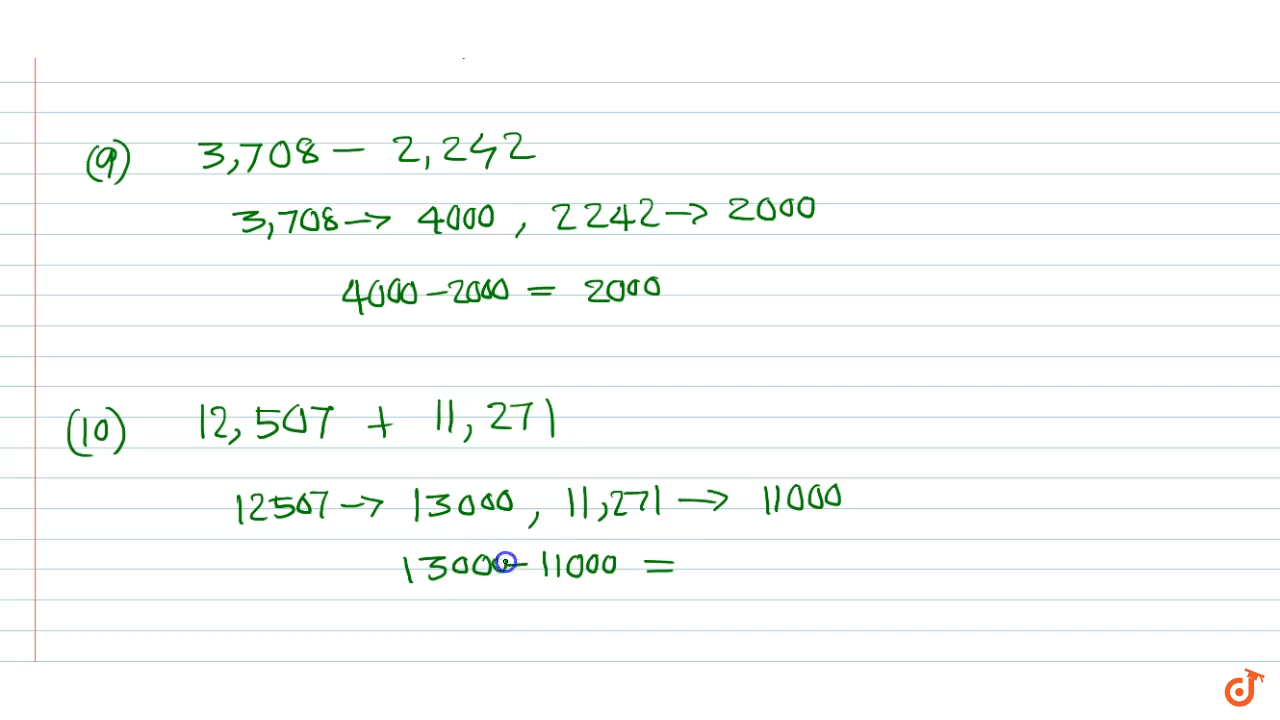 (9) 3,708 - 2,242
3,708 → 4000 , 2242 → 2000
4000 - 2000 = 2000
(10) 12,507 + 11,271
12507 → 13000 , 11,271 → 11000
13000 - 11000 =